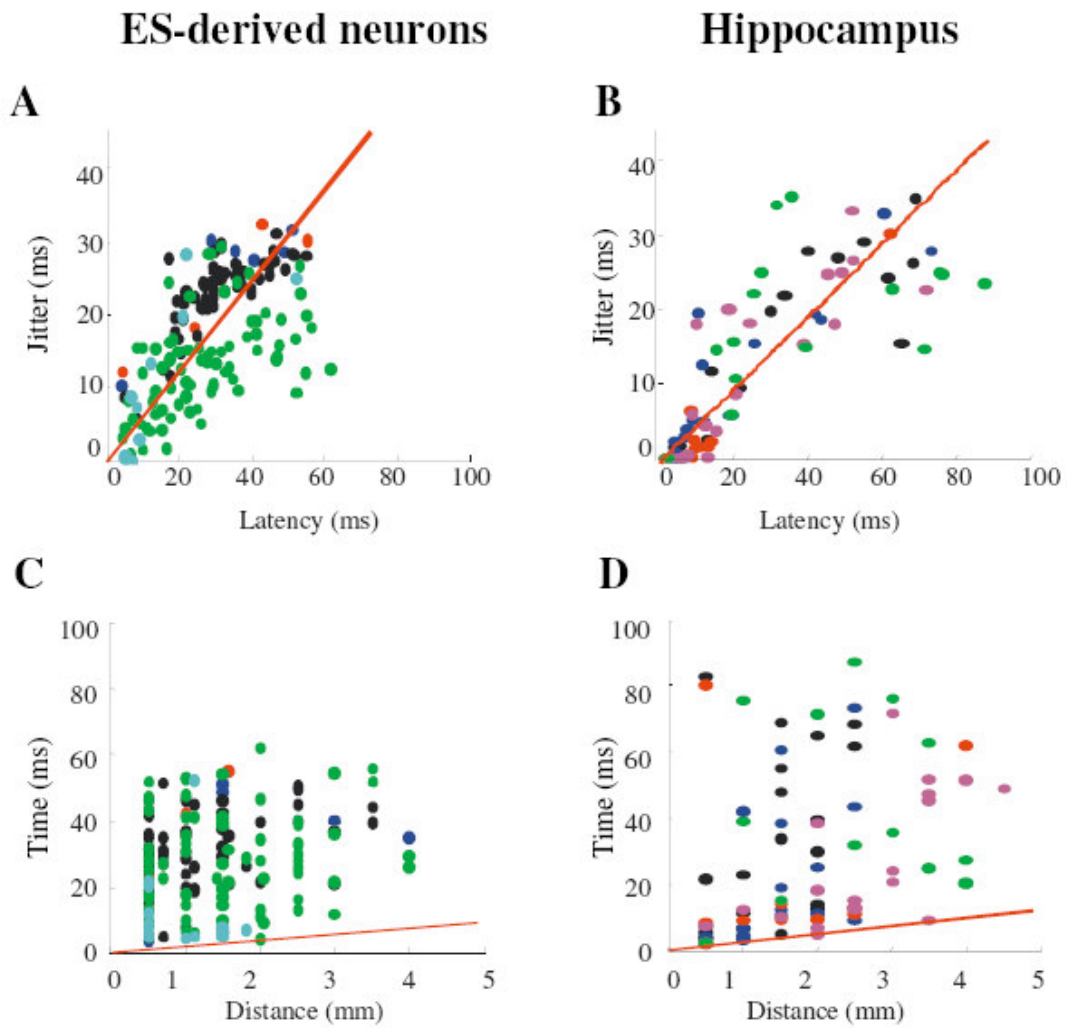 ES-derived neurons
Hippocampus
A
B
Jitter (ms)
40
30
20
10
0
0 20 40 60 80 100
Latency (ms)
Jitter (ms)
40
30
20
10
0
0 20 40 60 80 100
Latency (ms)
C
D
Time (ms)
100
80
60
40
20
0
0 1 2 3 4 5
Distance (mm)
Time (ms)
100
80
60
40
20
0
0 1 2 3 4 5
Distance (mm)